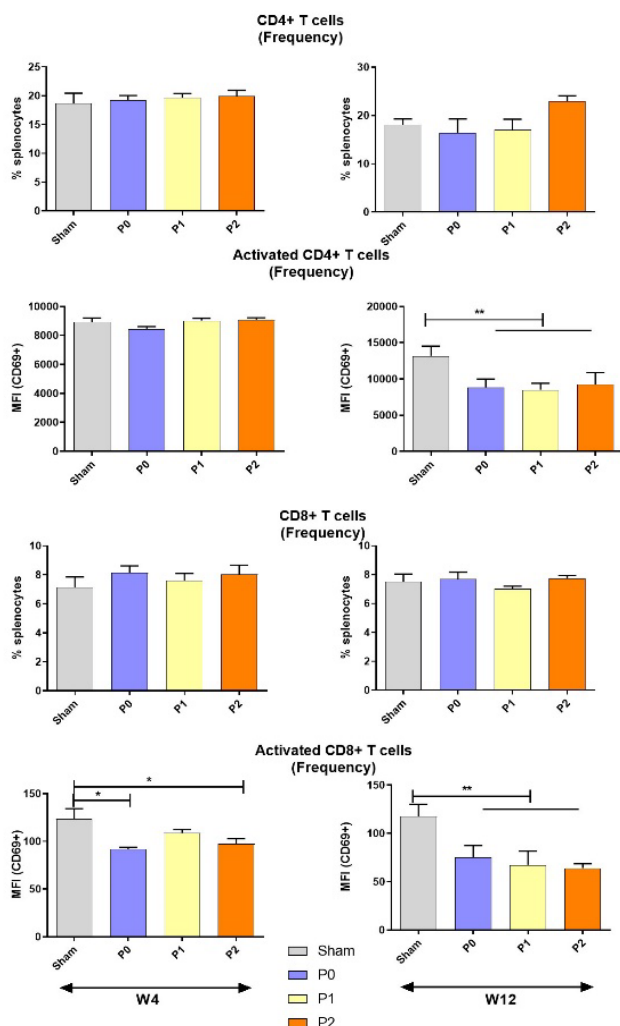 CD4+ T cells
(Frequency)
% splenocytes
25
20
15
10
5
0
Sham
P0
P1
P2
% splenocytes
30
20
10
0
Sham
P0
P1
P2
Activated CD4+ T cells
(Frequency)
MFI (CD69+)
10000
8000
6000
4000
2000
0
Sham
P0
P1
P2
MFI (CD69+)
20000
15000
10000
5000
0
**
Sham
P0
P1
P2
CD8+ T cells
(Frequency)
% splenocytes
10
8
6
4
2
0
Sham
P0
P1
P2
% splenocytes
10
8
6
4
2
0
Sham
P0
P1
P2
Activated CD8+ T cells
(Frequency)
MFI (CD69+)
150
100
50
0
*
*
Sham
P0
P1
P2
MFI (CD69+)
150
100
50
0
**
Sham
P0
P1
P2
W4
Sham
P0
P1
P2
W12